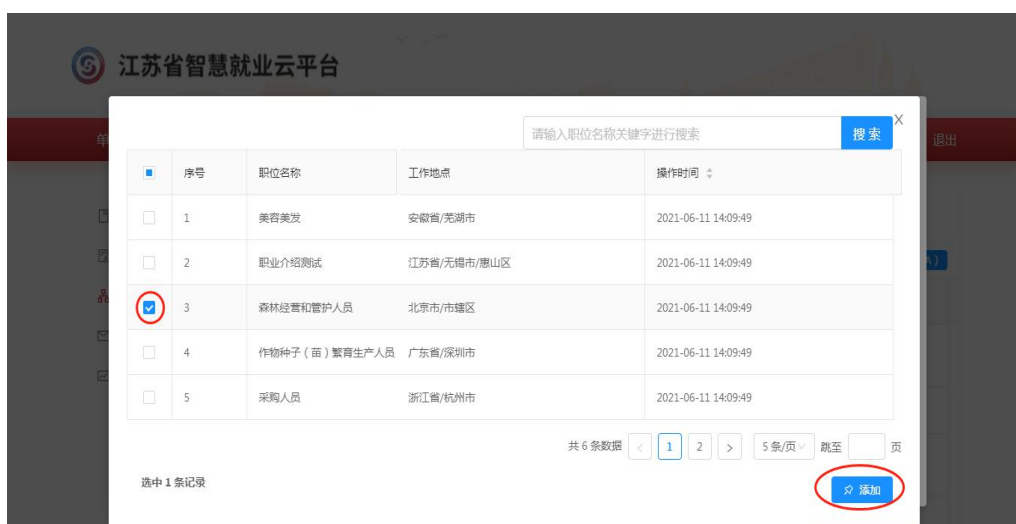 江苏省智慧就业云平台
单
退出
请输入职位名称关键字进行搜索 搜索 X
序号 职位名称 工作地点 操作时间
1 美容美发 安徽省/芜湖市 2021-06-11 14:09:49
2 职业介绍测试 江苏省/无锡市/惠山区 2021-06-11 14:09:49
3 森林经营和管护人员 北京市/市辖区 2021-06-11 14:09:49
4 作物种子（苗）繁育生产人员 广东省/深圳市 2021-06-11 14:09:49
5 采购人员 浙江省/杭州市 2021-06-11 14:09:49
A）
共 6 条数据 < 1 2 > 5 条/页 跳至 页
选中 1 条记录
添加